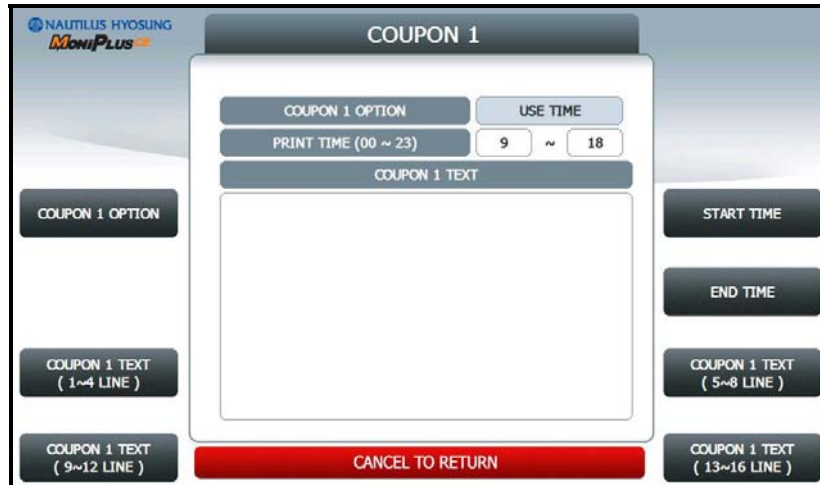 NAUTILUS HYOSUNG
MONIPLUS
COUPON 1
COUPON 1 OPTION
USE TIME
PRINT TIME (00 ~ 23)
9 ~ 18
COUPON 1 TEXT
COUPON 1 OPTION
START TIME
END TIME
COUPON 1 TEXT
( 1~4 LINE )
COUPON 1 TEXT
( 5~8 LINE )
COUPON 1 TEXT
( 9~12 LINE )
CANCEL TO RETURN
COUPON 1 TEXT
( 13~16 LINE )